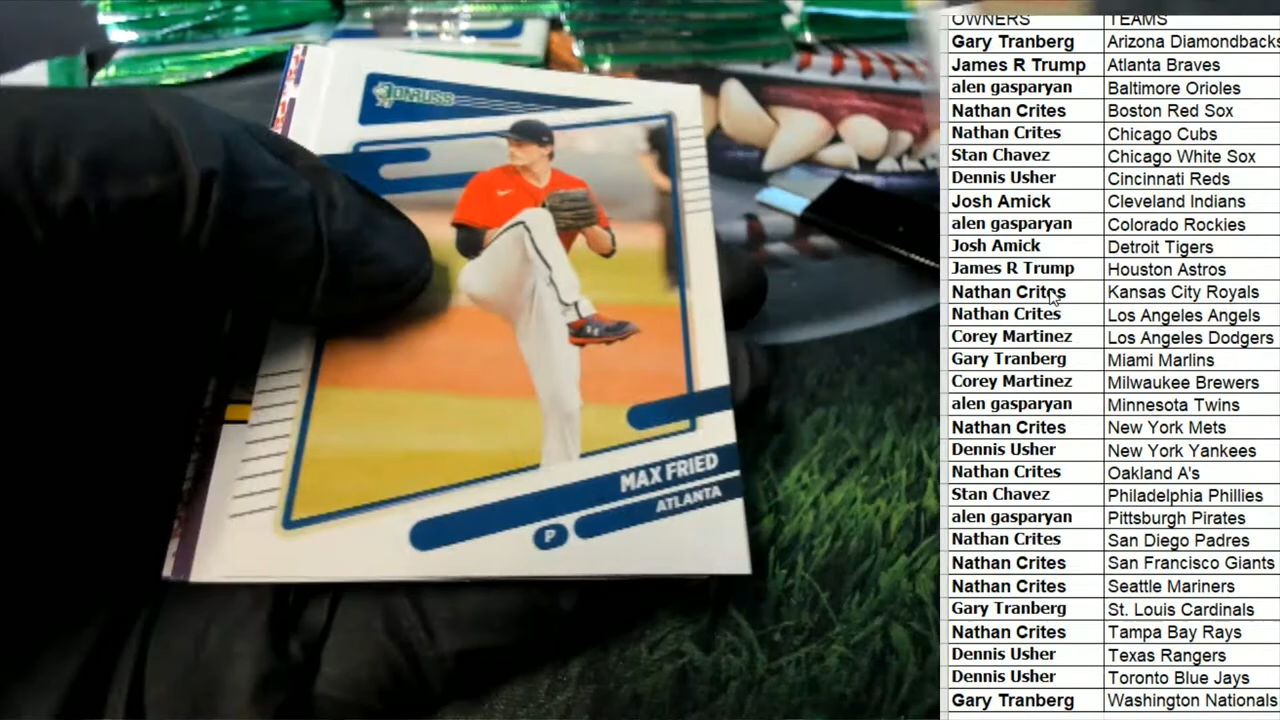 DONRUSS
MAX FRIED
ATLANTA
P
OWNERS TEAMS
Gary Tranberg Arizona Diamondbacks
James R Trump Atlanta Braves
alen gasparyan Baltimore Orioles
Nathan Crites Boston Red Sox
Nathan Crites Chicago Cubs
Stan Chavez Chicago White Sox
Dennis Usher Cincinnati Reds
Josh Amick Cleveland Indians
alen gasparyan Colorado Rockies
Josh Amick Detroit Tigers
James R Trump Houston Astros
Nathan Crites Kansas City Royals
Nathan Crites Los Angeles Angels
Corey Martinez Los Angeles Dodgers
Gary Tranberg Miami Marlins
Corey Martinez Milwaukee Brewers
alen gasparyan Minnesota Twins
Nathan Crites New York Mets
Dennis Usher New York Yankees
Nathan Crites Oakland A's
Stan Chavez Philadelphia Phillies
alen gasparyan Pittsburgh Pirates
Nathan Crites San Diego Padres
Nathan Crites San Francisco Giants
Nathan Crites Seattle Mariners
Gary Tranberg St. Louis Cardinals
Nathan Crites Tampa Bay Rays
Dennis Usher Texas Rangers
Dennis Usher Toronto Blue Jays
Gary Tranberg Washington Nationals